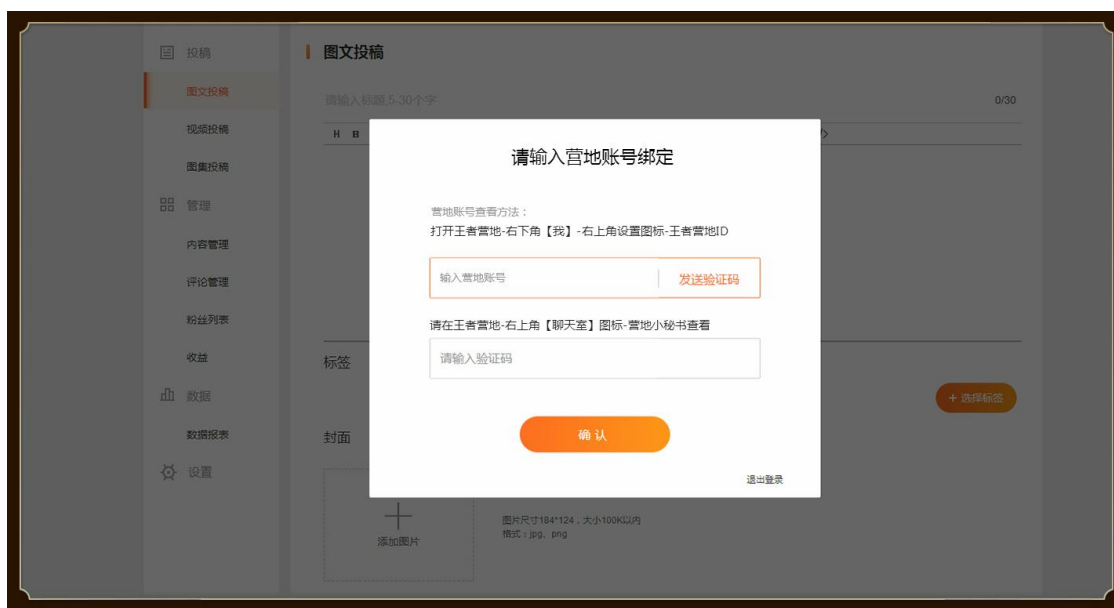 投稿
图文投稿
视频投稿
图集投稿
管理
内容管理
评论管理
粉丝列表
收益
数据
数据报表
设置
图文投稿
请输入标题,5-30个字
0/30
H B
请输入营地账号绑定
营地账号查看方法：
打开王者营地-右下角【我】-右上角设置图标-王者营地ID
输入营地账号
发送验证码
请在王者营地-右上角【聊天室】图标-营地小秘书查看
请输入验证码
确认
退出登录
标签
+ 选择标签
封面
添加图片
图片尺寸184*124，大小100K以内
格式：jpg、png